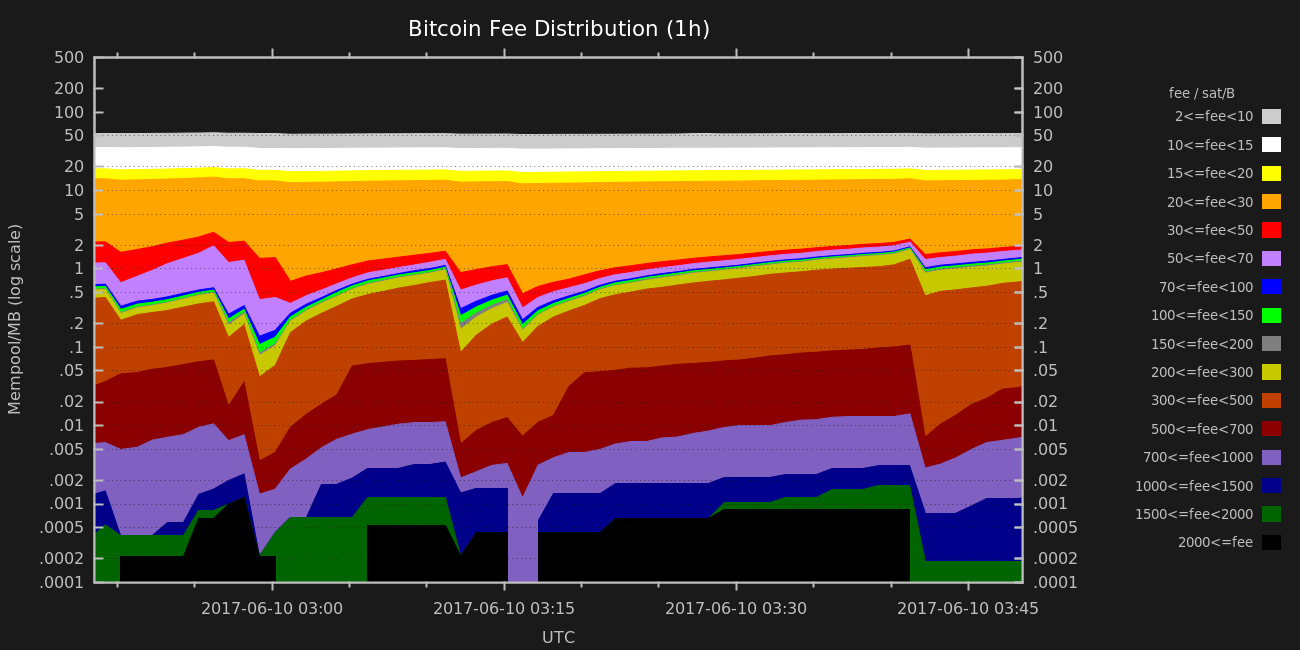 Bitcoin Fee Distribution (1h)
Mempool/MB (log scale)
500
200
100
50
20
10
5
2
1
.5
.2
.1
.05
.02
.01
.005
.002
.001
.0005
.0002
.0001
500
200
100
50
20
10
5
2
1
.5
.2
.1
.05
.02
.01
.005
.002
.001
.0005
.0002
.0001
fee / sat/B
2<=fee<10
10<=fee<15
15<=fee<20
20<=fee<30
30<=fee<50
50<=fee<70
70<=fee<100
100<=fee<150
150<=fee<200
200<=fee<300
300<=fee<500
500<=fee<700
700<=fee<1000
1000<=fee<1500
1500<=fee<2000
2000<=fee
2017-06-10 03:00
2017-06-10 03:15
2017-06-10 03:30
2017-06-10 03:45
UTC